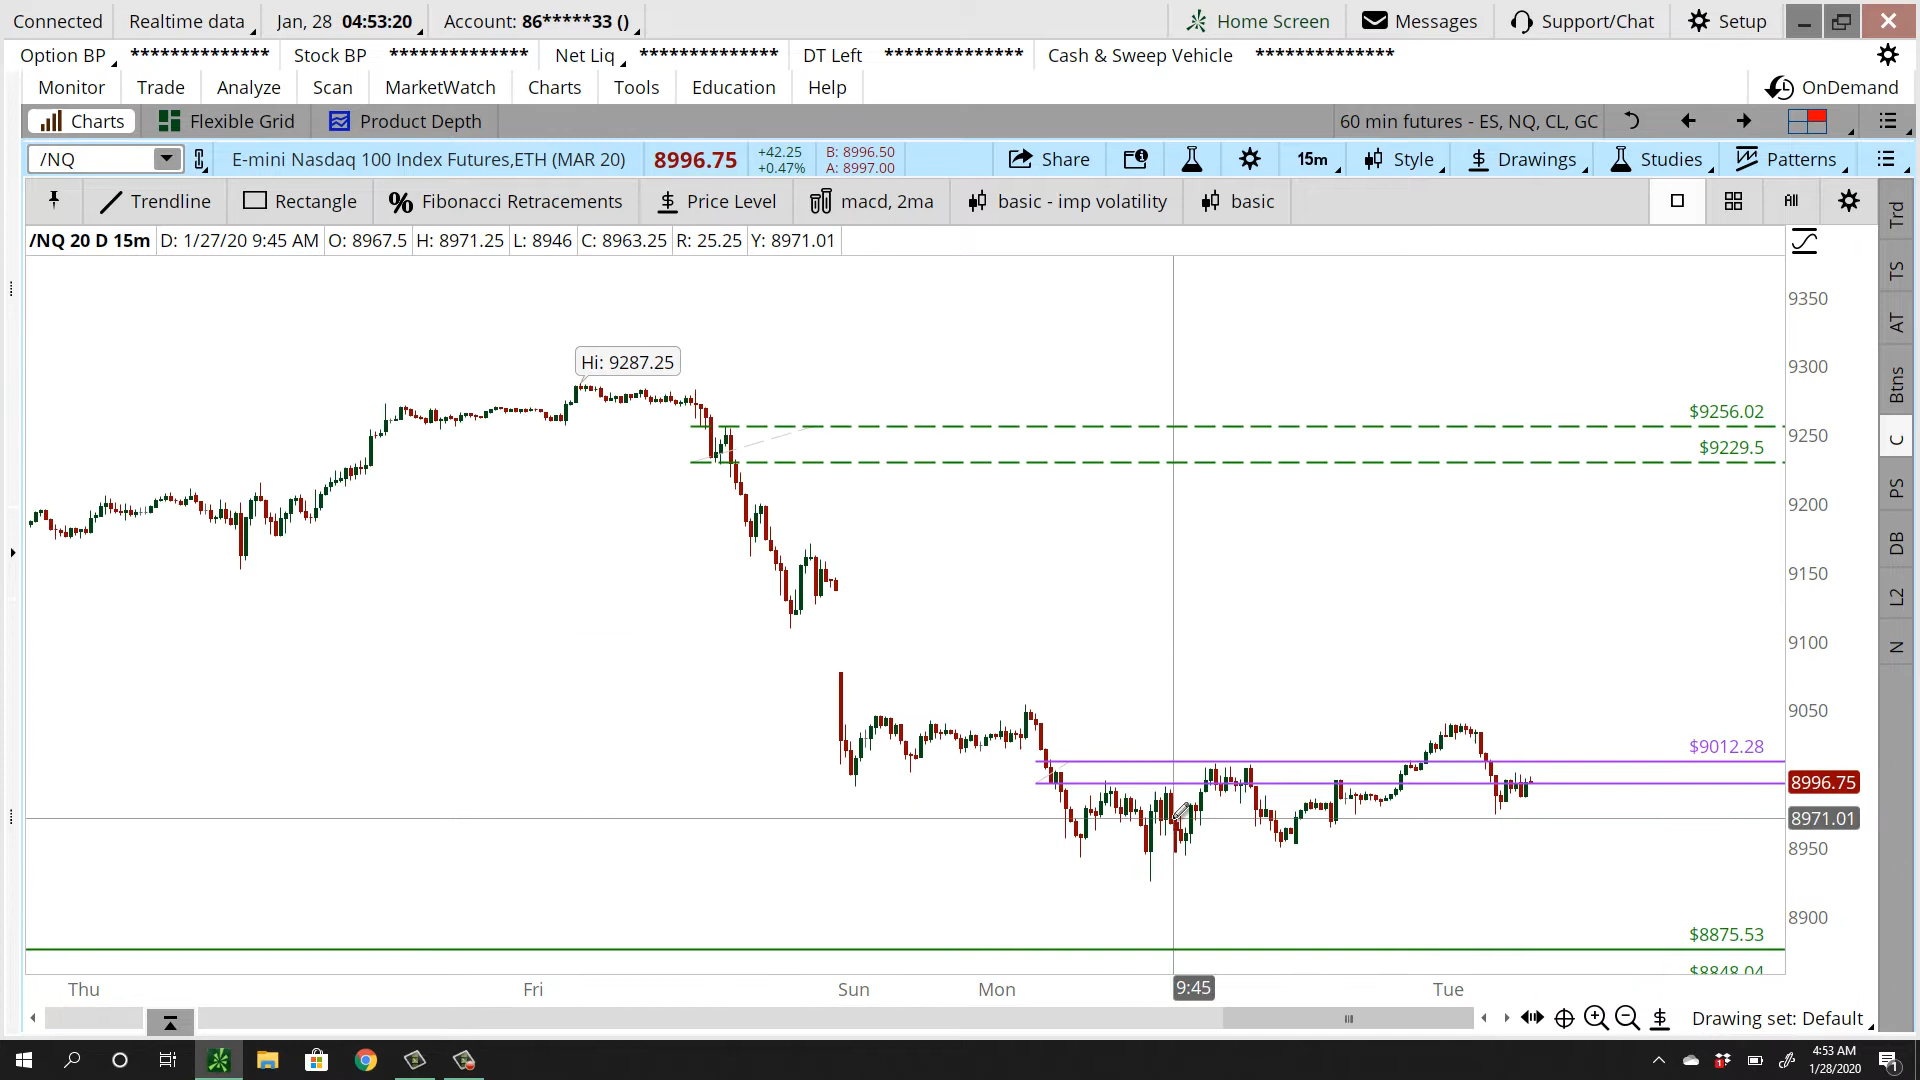 Connected Realtime data Jan, 28 04:53:20 Account: 86*****33 () Home Screen Messages Support/Chat Setup
Option BP ************** Stock BP ************** Net Liq ************** DT Left ************** Cash & Sweep Vehicle **************
Monitor Trade Analyze Scan MarketWatch Charts Tools Education Help OnDemand
Charts Flexible Grid Product Depth 60 min futures - ES, NQ, CL, GC
/NQ E-mini Nasdaq 100 Index Futures,ETH (MAR 20) 8996.75 +42.25 B: 8996.50 Share 15m Style $ Drawings Studies Patterns
+0.47% A: 8997.00
Trendline Rectangle % Fibonacci Retracements $ Price Level macd, 2ma basic - imp volatility basic All
/NQ 20 D 15m D: 1/27/20 9:45 AM O: 8967.5 H: 8971.25 L: 8946 C: 8963.25 R: 25.25 Y: 8971.01
Trd
TS
AT
Btns
C
PS
DB
L2
N
9350
Hi: 9287.25
9300
$9256.02
9250
$9229.5
9200
9150
9100
9050
$9012.28
8996.75
8971.01
8950
8900
$8875.53
$8848.04
Thu Fri Sun Mon 9:45 Tue
$ Drawing set: Default
4:53 AM
1/28/2020
1
1